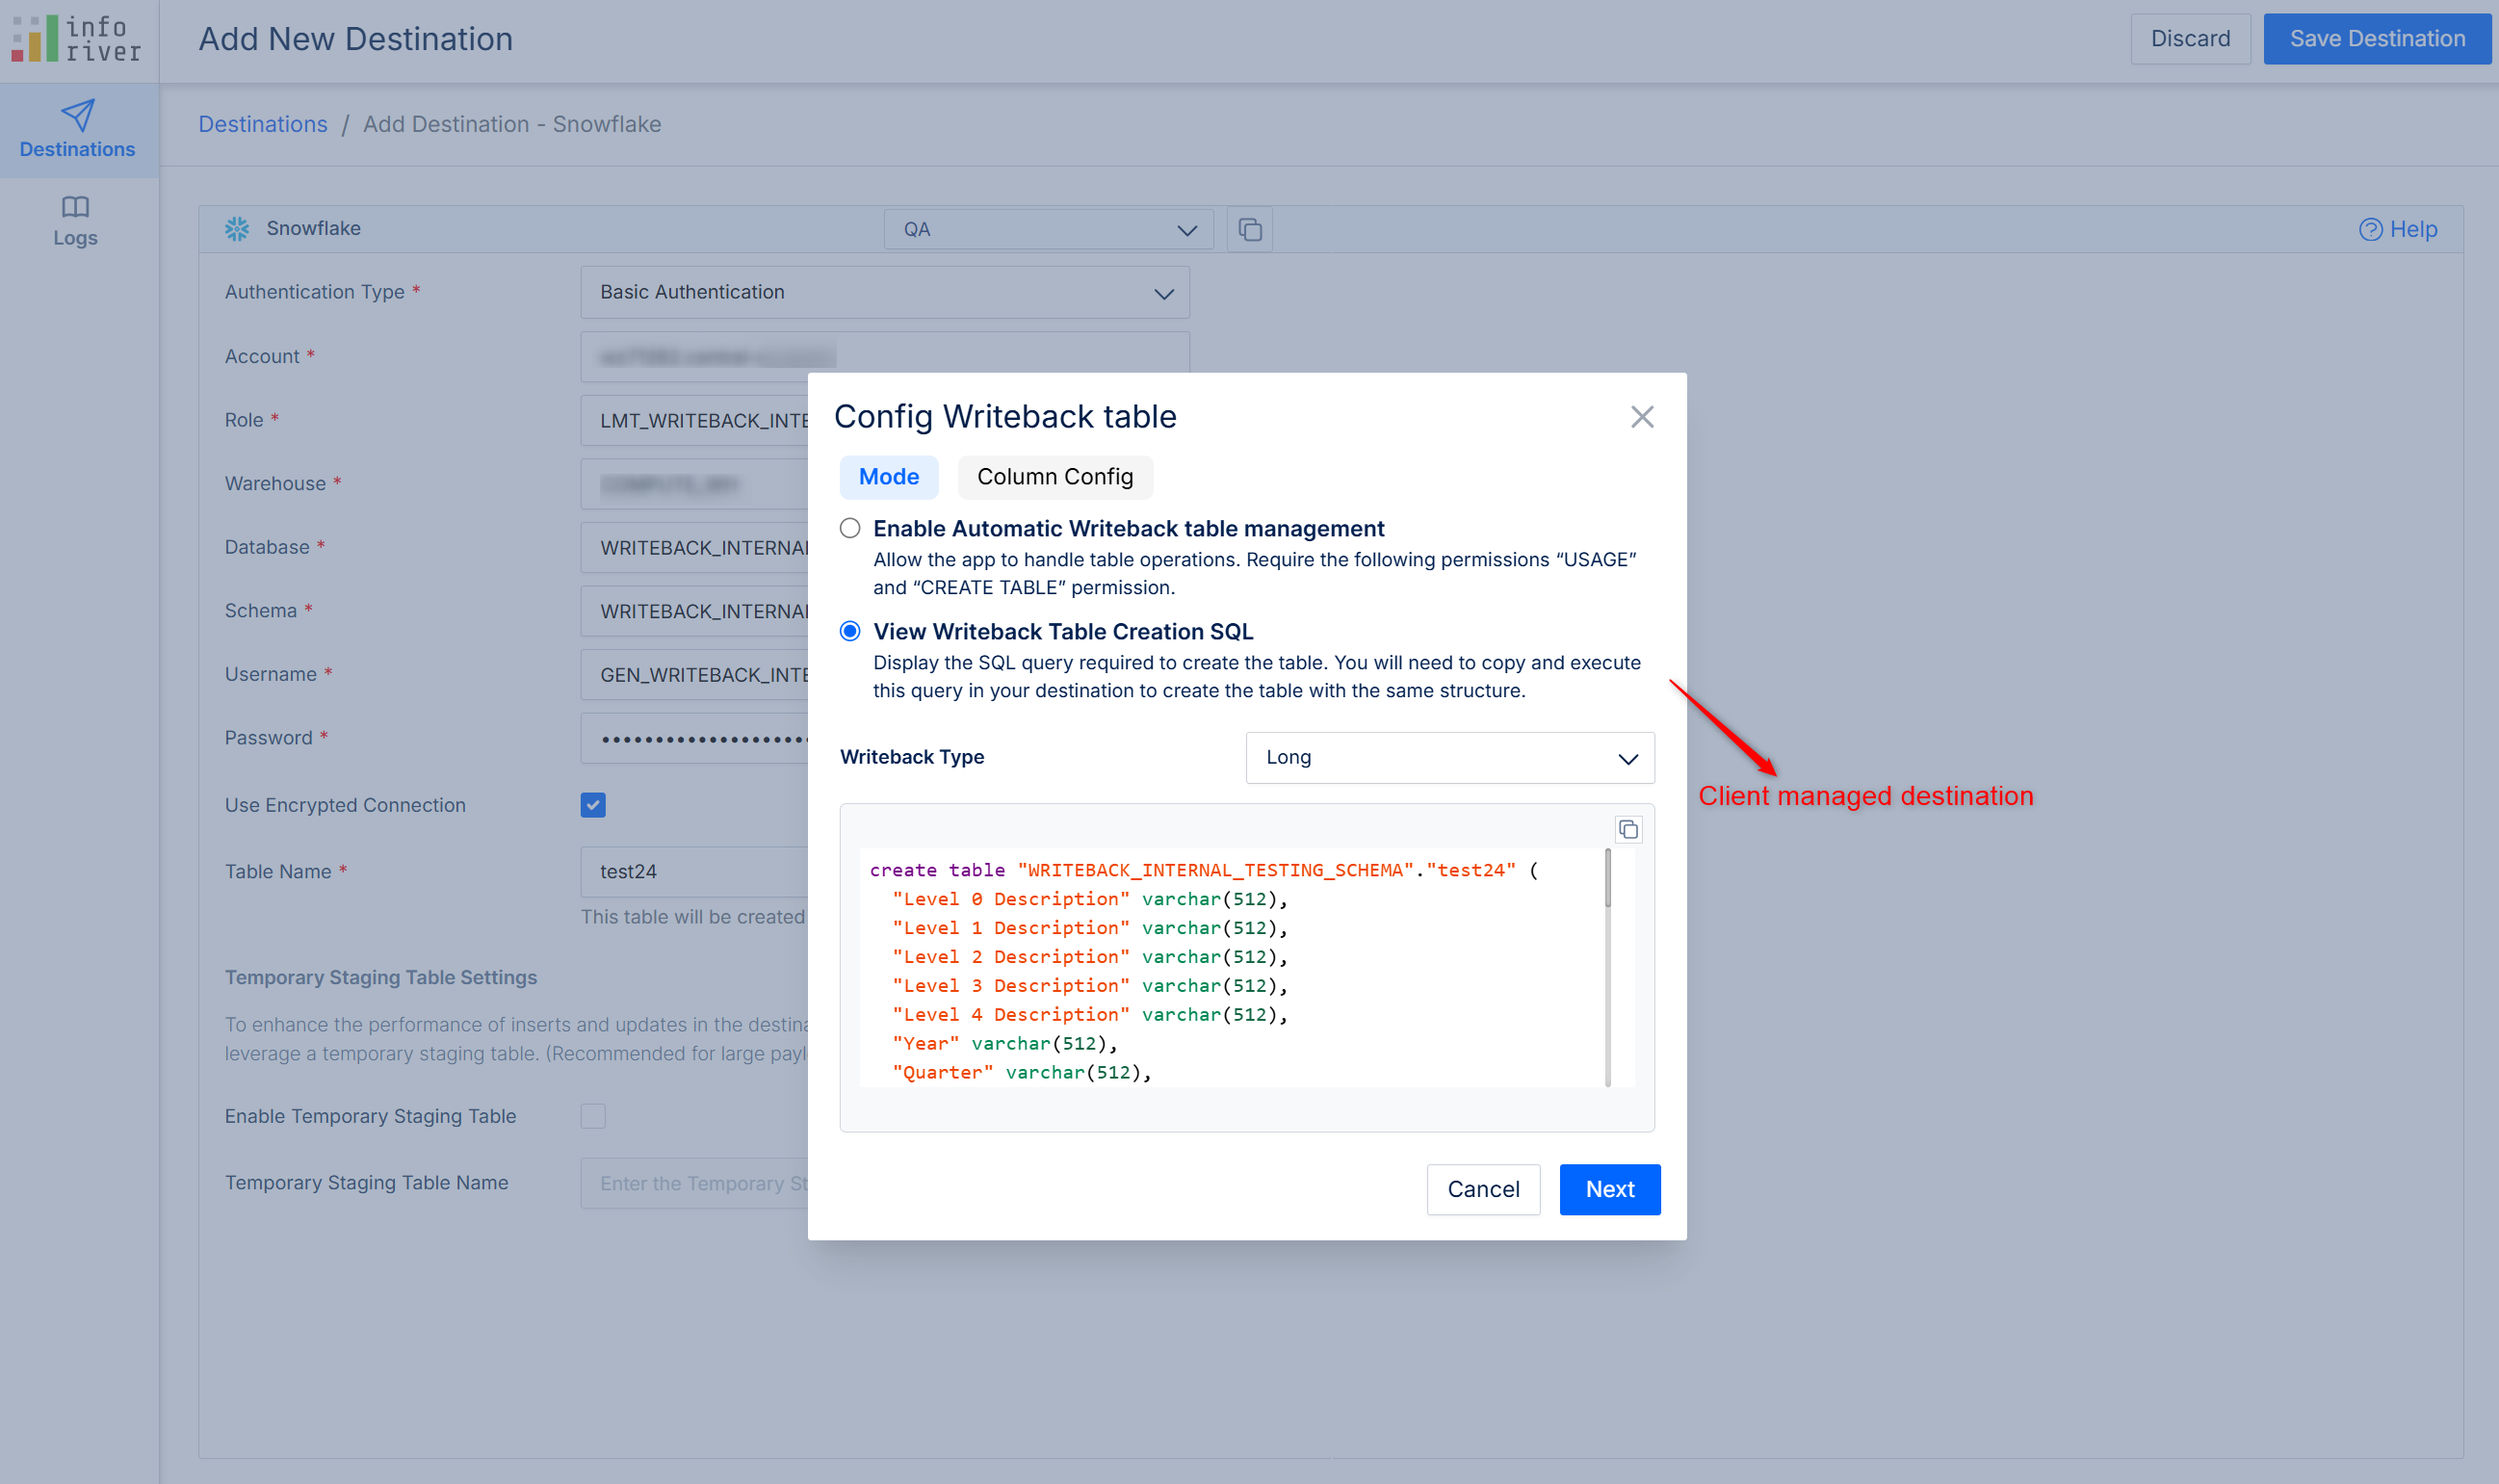 info
river
Add New Destination
Discard
Save Destination
Destinations
Logs
Destinations / Add Destination - Snowflake
Snowflake
QA
Help
Authentication Type *
Basic Authentication
Account *
Role *
LMT_WRITEBACK_INTE
Warehouse *
Database *
WRITEBACK_INTERNAL
Schema *
WRITEBACK_INTERNAL
Username *
GEN_WRITEBACK_INTE
Password *
Use Encrypted Connection
Table Name *
test24
This table will be created
Temporary Staging Table Settings
To enhance the performance of inserts and updates in the destina
leverage a temporary staging table. (Recommended for large payl
Enable Temporary Staging Table
Temporary Staging Table Name
Enter the Temporary St
Config Writeback table
Mode
Column Config
Enable Automatic Writeback table management
Allow the app to handle table operations. Require the following permissions “USAGE”
and “CREATE TABLE” permission.
View Writeback Table Creation SQL
Display the SQL query required to create the table. You will need to copy and execute
this query in your destination to create the table with the same structure.
Writeback Type
Long
create table "WRITEBACK_INTERNAL_TESTING_SCHEMA"."test24" (
"Level 0 Description" varchar(512),
"Level 1 Description" varchar(512),
"Level 2 Description" varchar(512),
"Level 3 Description" varchar(512),
"Level 4 Description" varchar(512),
"Year" varchar(512),
"Quarter" varchar(512),
Cancel
Next
Client managed destination